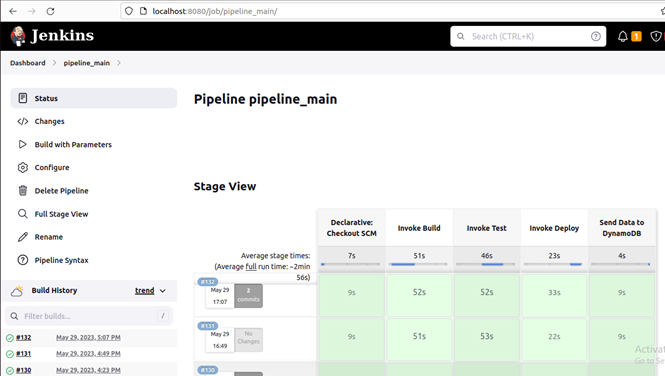 localhost:8080/job/pipeline_main/
Jenkins
Search (CTRL+K)
?
1
Dashboard > pipeline_main >
Status
Changes
Build with Parameters
Configure
Delete Pipeline
Full Stage View
Rename
Pipeline Syntax
Build History trend
Filter builds... /
#132 May 29, 2023, 5:07 PM
#131 May 29, 2023, 4:49 PM
#130 May 29, 2023, 4:23 PM
Pipeline pipeline_main
Stage View
Declarative: Checkout SCM
Invoke Build
Invoke Test
Invoke Deploy
Send Data to DynamoDB
Average stage times:
(Average full run time: ~2min
56s)
7s 51s 46s 23s 4s
#132
May 29
17:07
2
commits
9s 52s 52s 33s 9s
#131
May 29
16:49
No
Changes
9s 51s 53s 22s 9s
#130
Activat
Go to Se